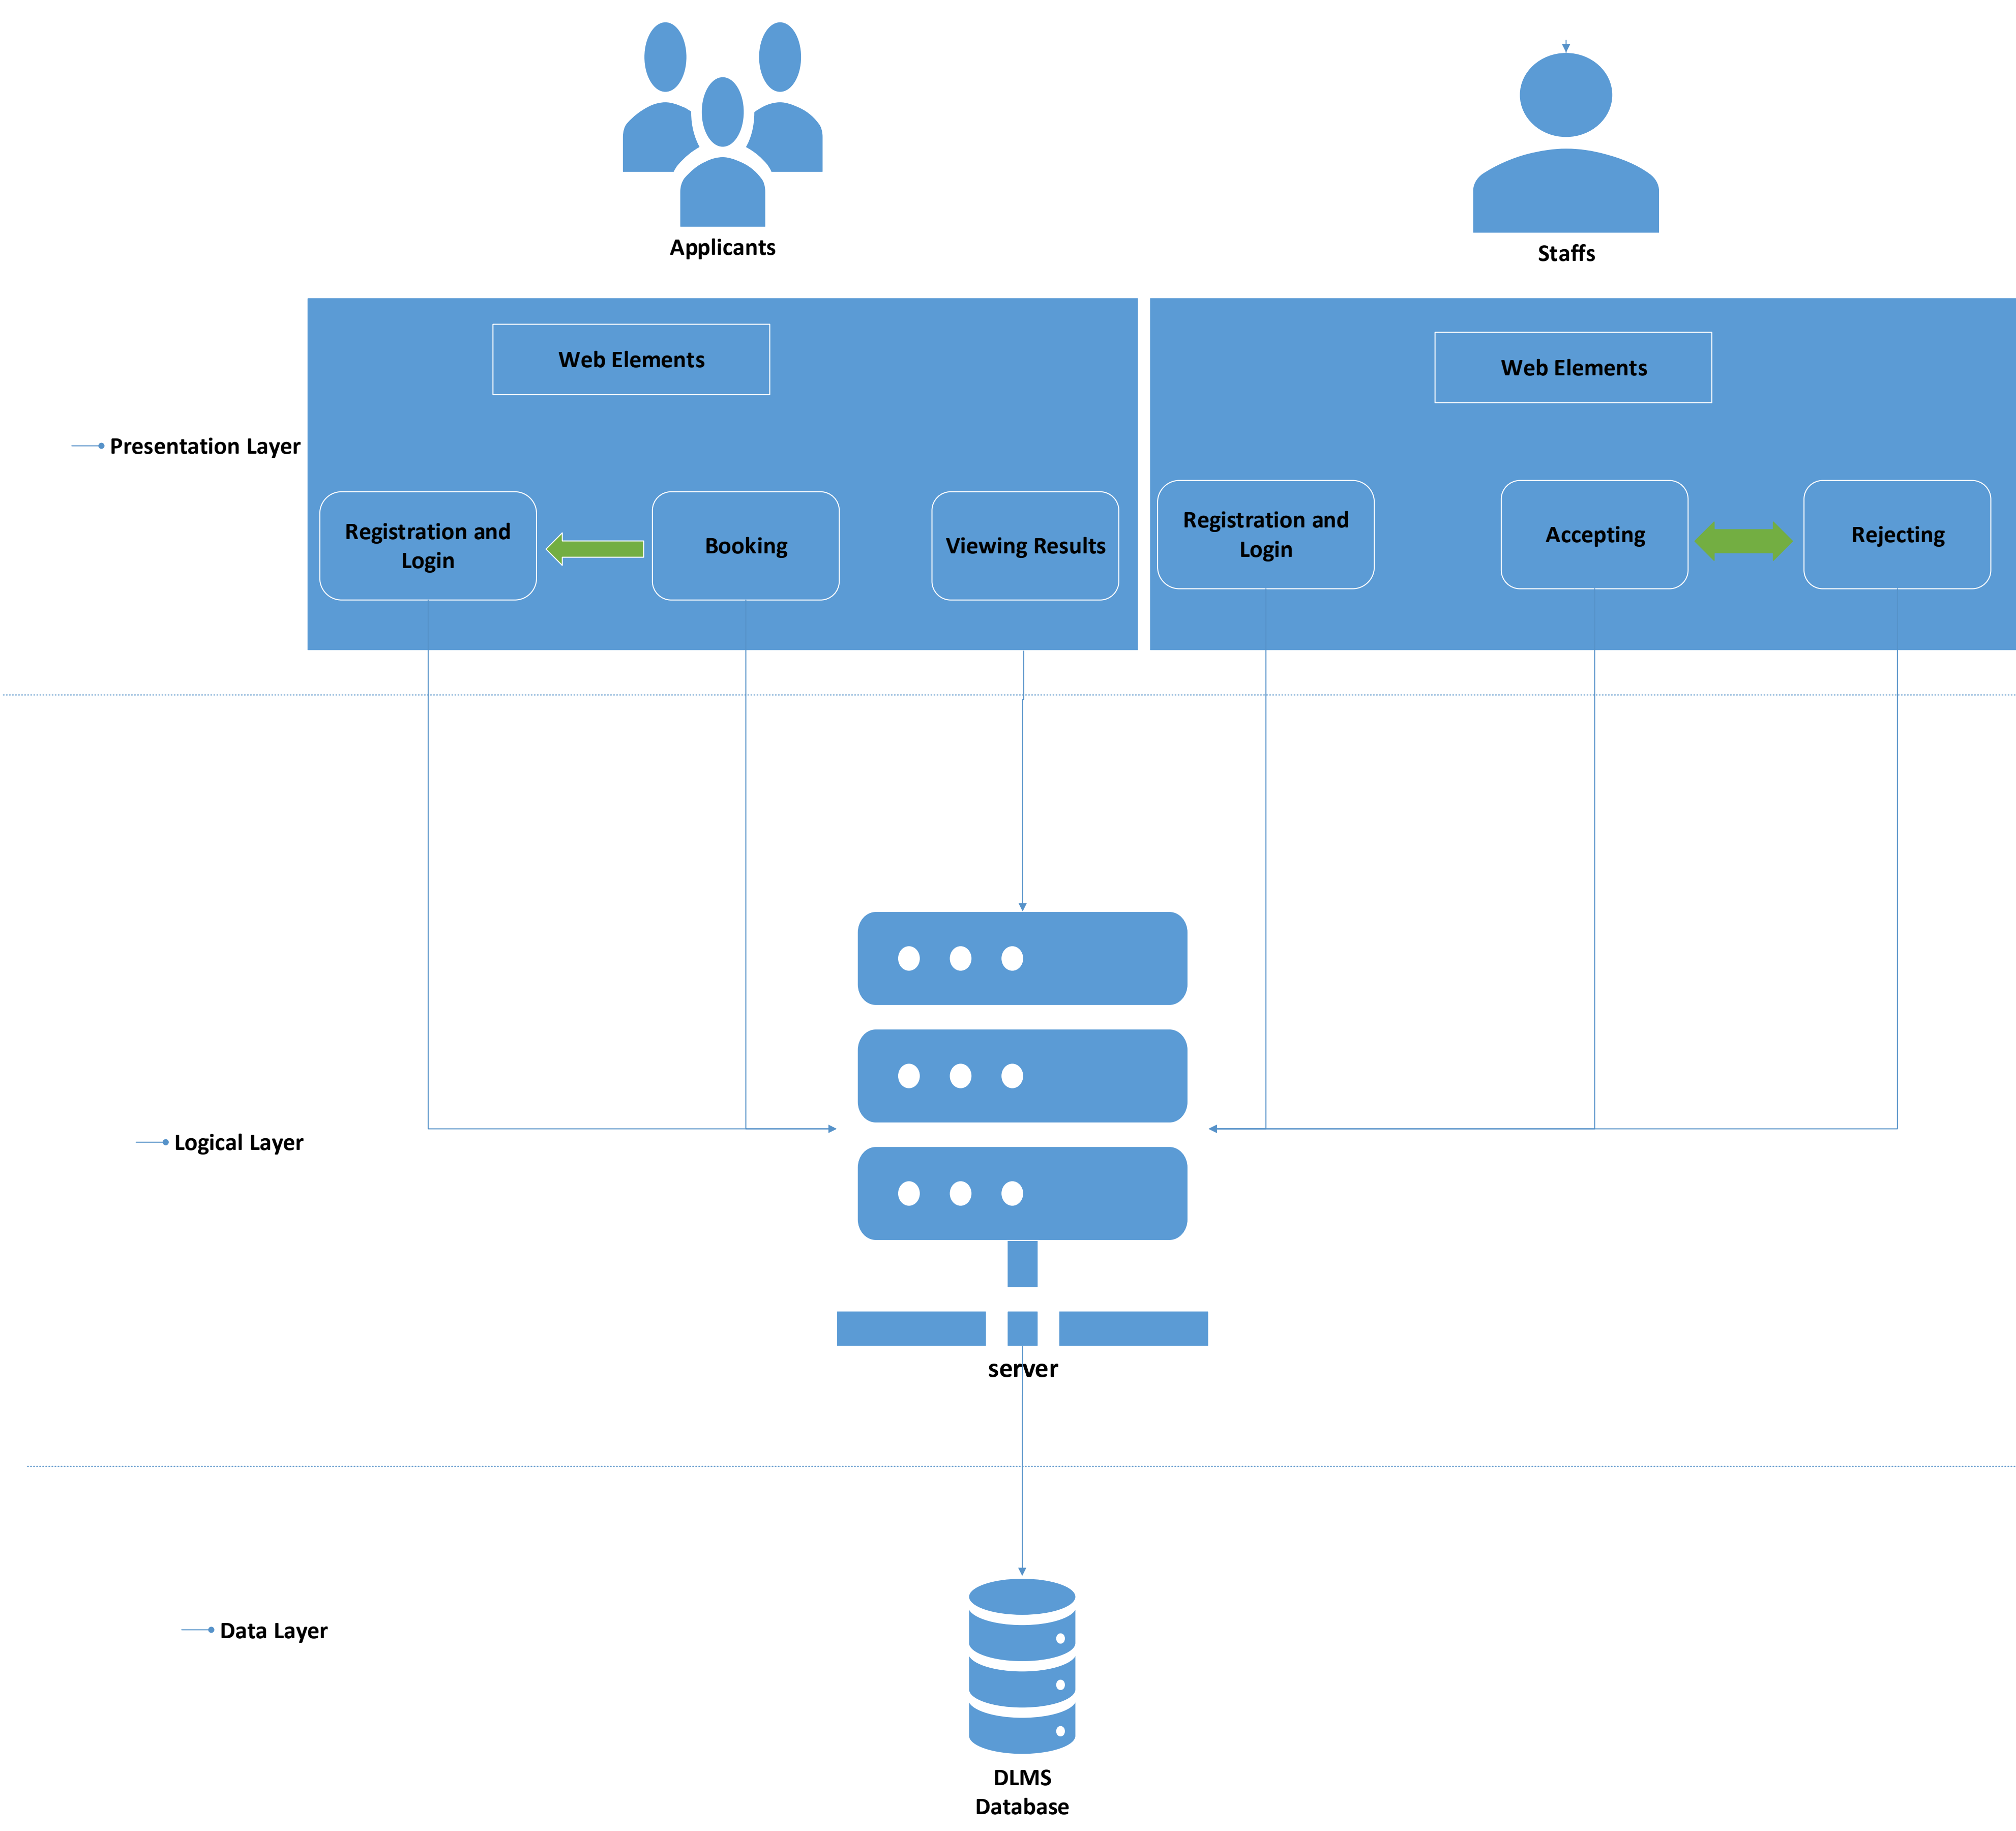 Applicants
Staffs
Web Elements
Web Elements
Presentation Layer
Registration and
Login
Booking
Viewing Results
Registration and
Login
Accepting
Rejecting
Logical Layer
server
Data Layer
DLMS
Database